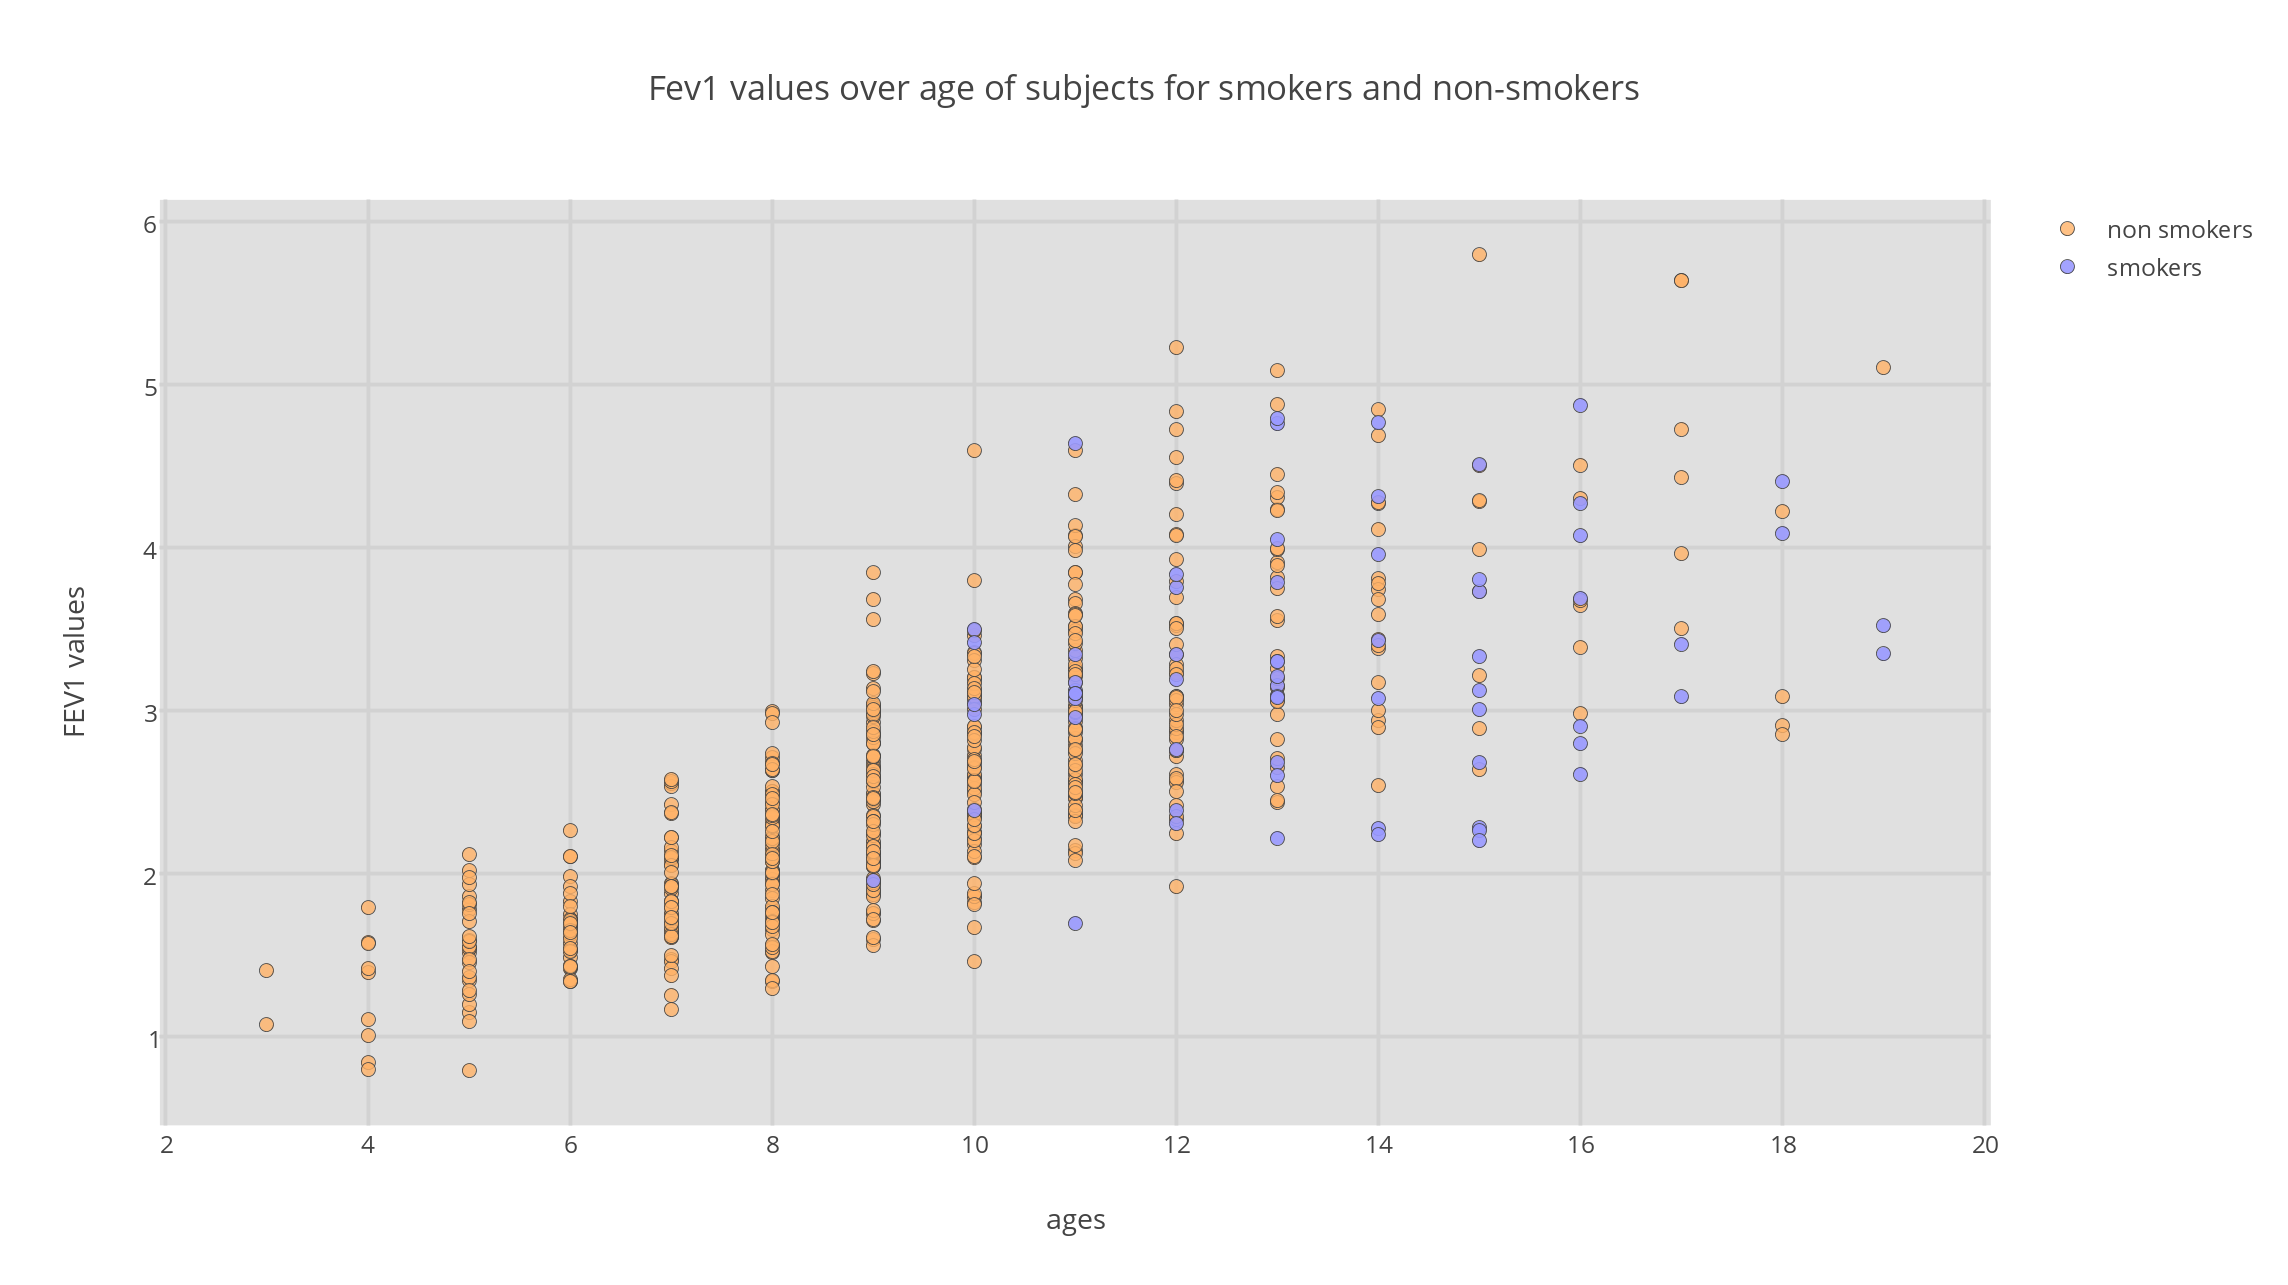 Fev1 values over age of subjects for smokers and non-smokers
non smokers
smokers
6
5
4
3
2
1
FEV1 values
2 4 6 8 10 12 14 16 18 20
ages